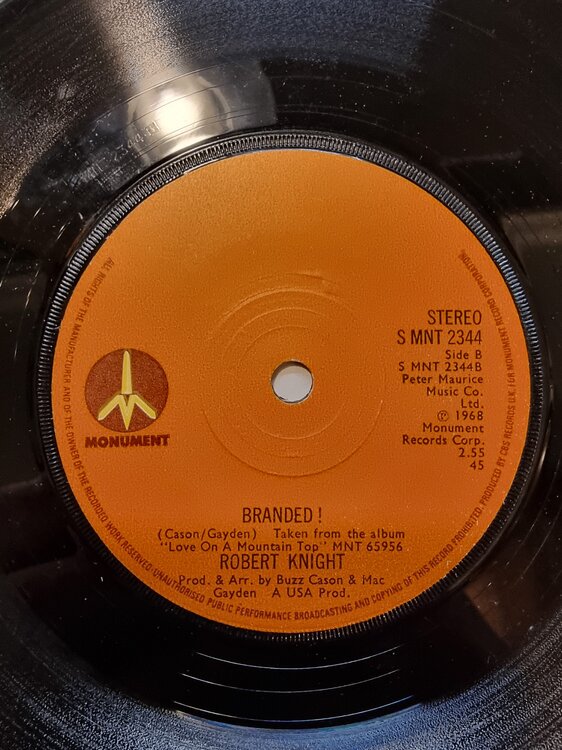 STEREO
S MNT 2344
Side B
S MNT 2344B
Peter Maurice
Music Co.
Ltd.
℗ 1968
Monument
Records Corp.
2.55
45
MONUMENT
BRANDED !
(Cason/Gayden) Taken from the album
"Love On A Mountain Top" MNT 65956
ROBERT KNIGHT
Prod. & Arr. by Buzz Cason & Mac
Gayden A USA Prod.
ALL RIGHTS OF THE MANUFACTURER AND OF THE OWNER OF THE RECORDED WORK RESERVED·UNAUTHORISED PUBLIC PERFORMANCE BROADCASTING AND COPYING OF THIS RECORD PROHIBITED. PRODUCED BY CBS RECORDS U.K. FOR MONUMENT RECORD CORPORATION.